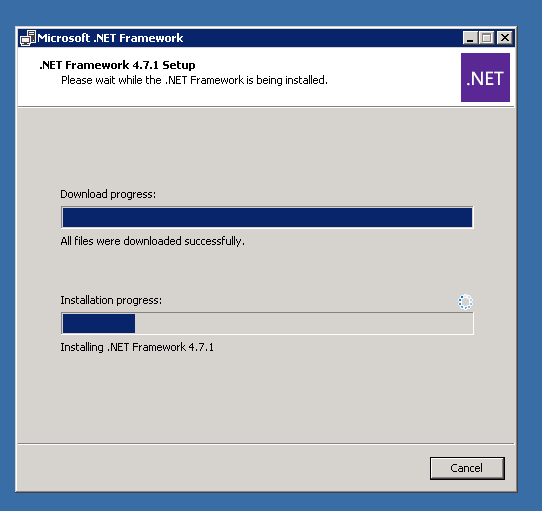 Microsoft .NET Framework
.NET Framework 4.7.1 Setup
Please wait while the .NET Framework is being installed.
.NET
Download progress:
All files were downloaded successfully.
Installation progress:
Installing .NET Framework 4.7.1
Cancel